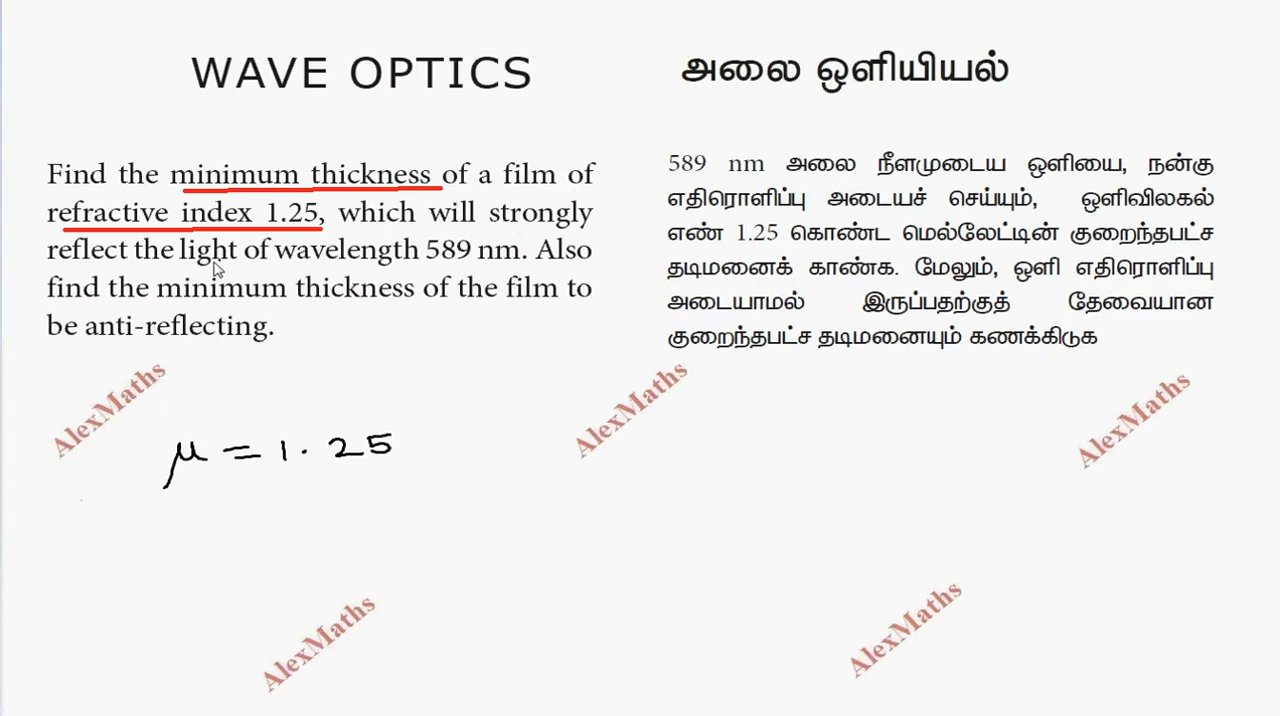 WAVE OPTICS
அலை ஒளியியல்
Find the minimum thickness of a film of
refractive index 1.25, which will strongly
reflect the light of wavelength 589 nm. Also
find the minimum thickness of the film to
be anti-reflecting.
589 nm அலை நீளமுடைய ஒளியை, நன்கு
எதிரொளிப்பு அடையச் செய்யும், ஒளிவிலகல்
எண் 1.25 கொண்ட மெல்லேட்டின் குறைந்தபட்ச
தடிமனைக் காண்க. மேலும், ஒளி எதிரொளிப்பு
அடையாமல் இருப்பதற்குத் தேவையான
குறைந்தபட்ச தடிமனையும் கணக்கிடுக
AlexMaths
AlexMaths
AlexMaths
μ = 1.25
AlexMaths
AlexMaths